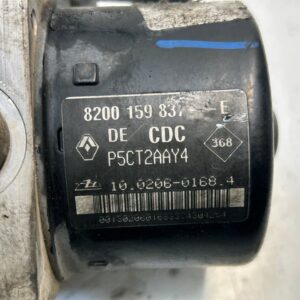 8200 159 837 E
DE CDC
P5CT2AAY4
368
10.0206-0168.4